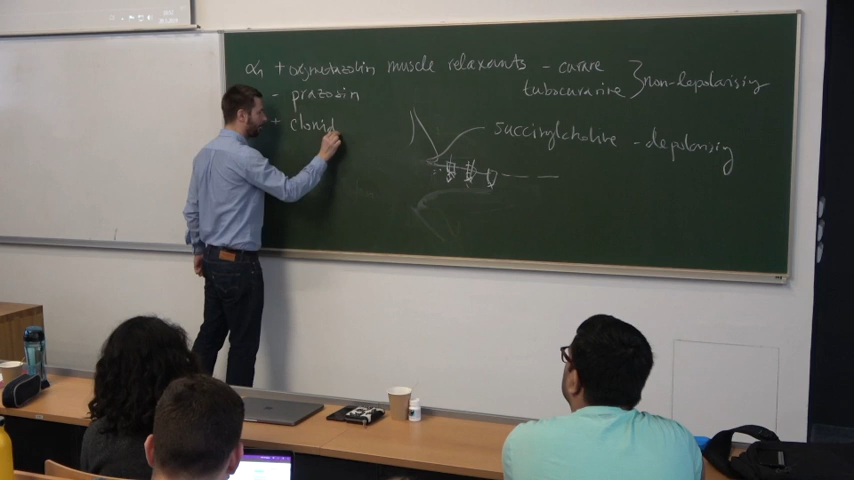 α1 + oxymetazolin muscle relaxants - curare
tubocurarine } non-depolarising
- prazosin
+ clonid
succinylcholine - depolarising